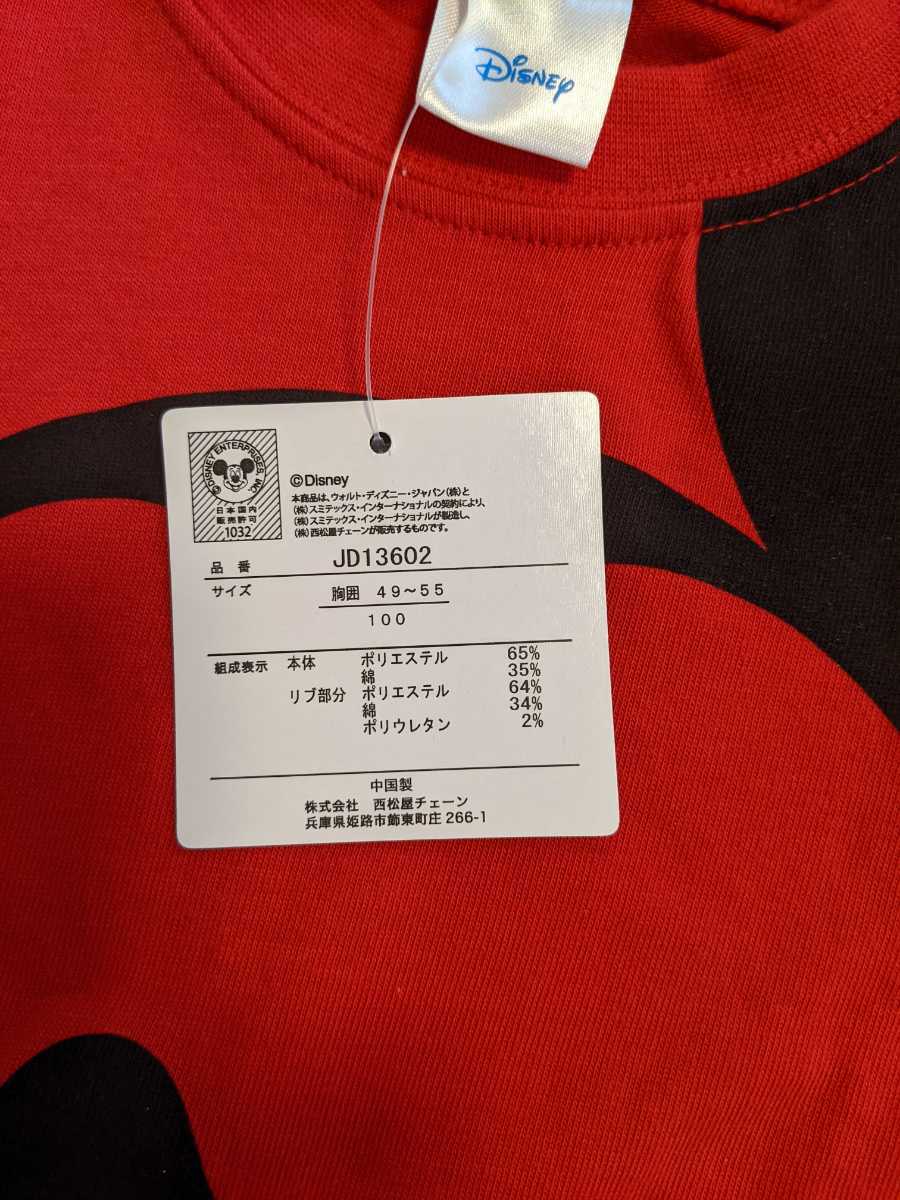 Disney
©DISNEY ENTERPRISES, INC.
日本国内
販売許可
1032
©Disney
本商品は、ウォルト・ディズニー・ジャパン(株)と
(株)スミテックス・インターナショナルの契約により、
(株)スミテックス・インターナショナルが製造し、
(株)西松屋チェーンが販売するものです。
品 番 JD13602
サイズ 胸囲 49～55
100
組成表示 本体 ポリエステル 65%
綿 35%
リブ部分 ポリエステル 64%
綿 34%
ポリウレタン 2%
中国製
株式会社 西松屋チェーン
兵庫県姫路市飾東町庄 266-1